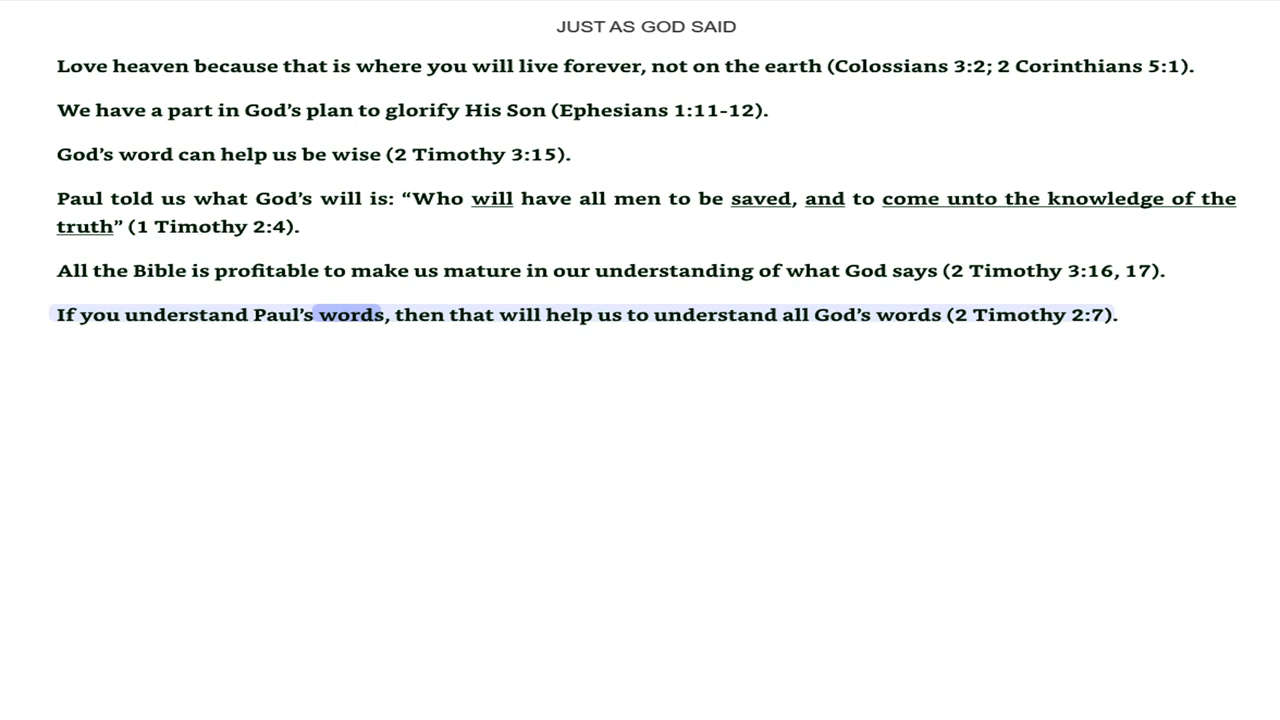 JUST AS GOD SAID
Love heaven because that is where you will live forever, not on the earth (Colossians 3:2; 2 Corinthians 5:1).
We have a part in God’s plan to glorify His Son (Ephesians 1:11-12).
God’s word can help us be wise (2 Timothy 3:15).
Paul told us what God’s will is: “Who will have all men to be saved, and to come unto the knowledge of the
truth” (1 Timothy 2:4).
All the Bible is profitable to make us mature in our understanding of what God says (2 Timothy 3:16, 17).
If you understand Paul’s words, then that will help us to understand all God’s words (2 Timothy 2:7).